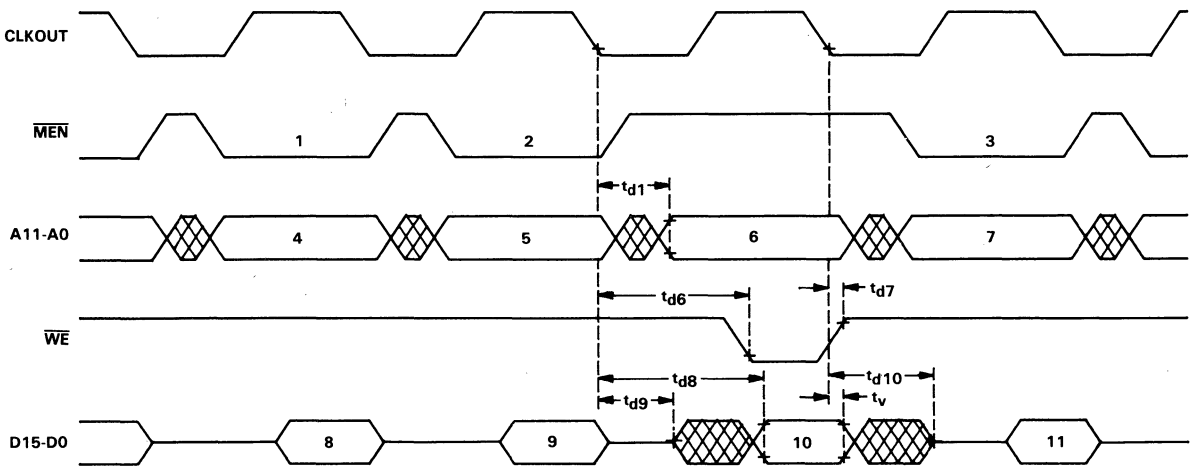 CLKOUT
MEN
1 2 3
td1
A11-A0
4 5 6 7
td6
td7
WE
td8
td10
td9
tv
D15-D0
8 9 10 11